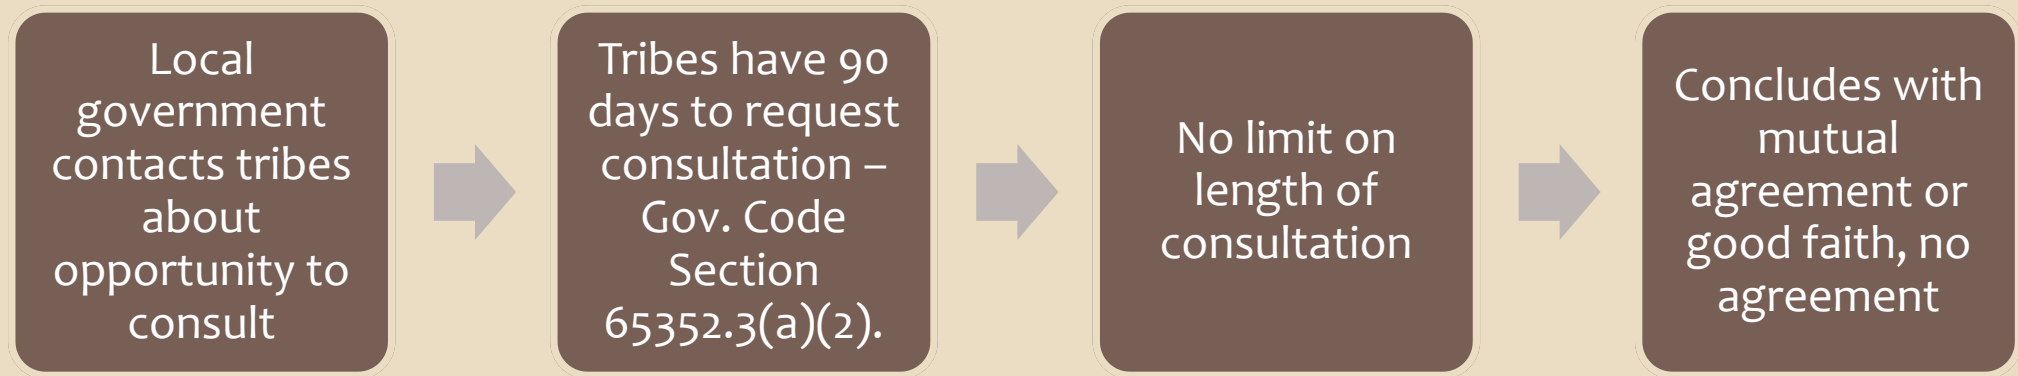 Local
government
contacts tribes
about
opportunity to
consult
Tribes have 90
days to request
consultation –
Gov. Code
Section
65352.3(a)(2).
No limit on
length of
consultation
Concludes with
mutual
agreement or
good faith, no
agreement